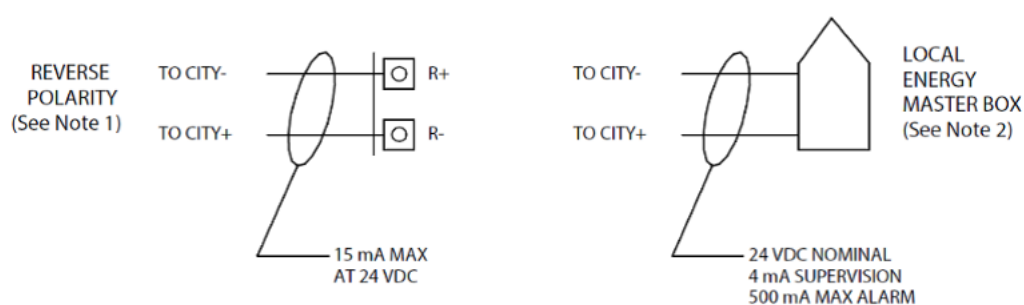 REVERSE
POLARITY
(See Note 1)
TO CITY-
TO CITY+
R+
R-
15 mA MAX
AT 24 VDC
TO CITY-
TO CITY+
LOCAL
ENERGY
MASTER BOX
(See Note 2)
24 VDC NOMINAL
4 mA SUPERVISION
500 mA MAX ALARM